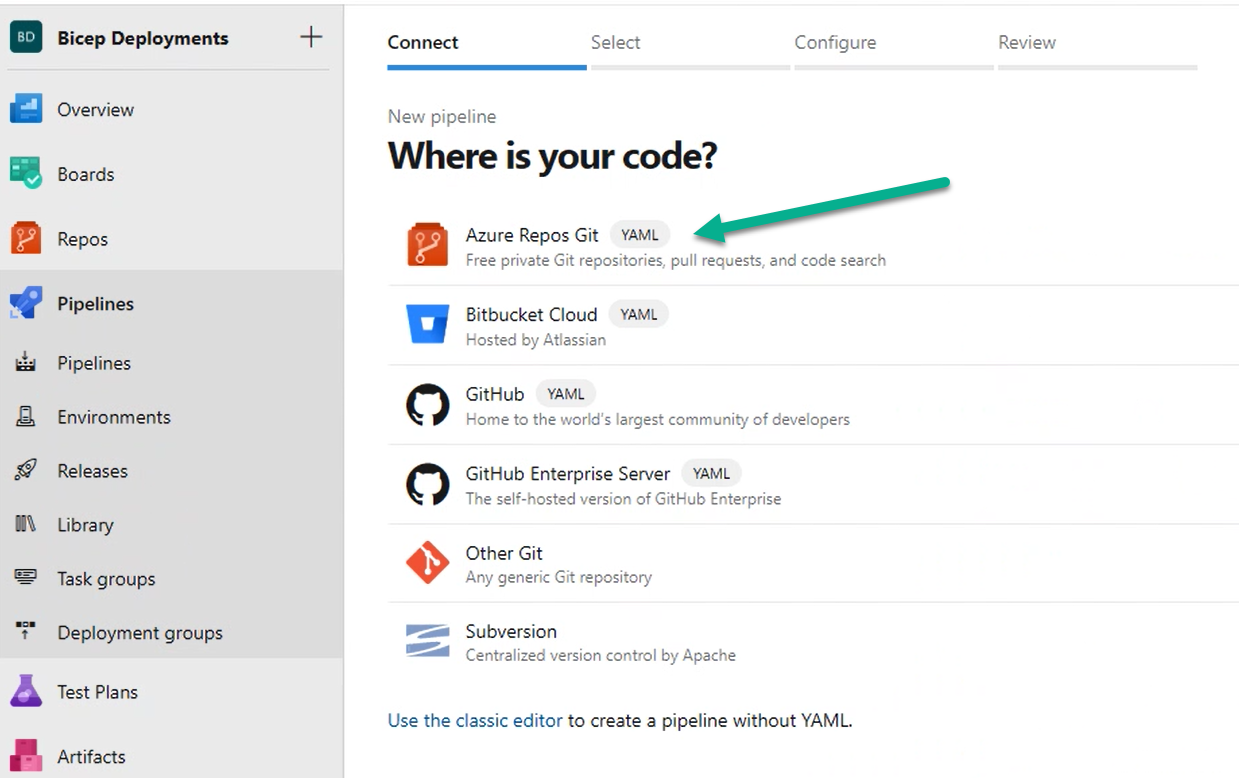 BD Bicep Deployments
Overview
Boards
Repos
Pipelines
Pipelines
Environments
Releases
Library
Task groups
Deployment groups
Test Plans
Artifacts
Connect Select Configure Review
New pipeline
Where is your code?
Azure Repos Git YAML
Free private Git repositories, pull requests, and code search
Bitbucket Cloud YAML
Hosted by Atlassian
GitHub YAML
Home to the world's largest community of developers
GitHub Enterprise Server YAML
The self-hosted version of GitHub Enterprise
Other Git
Any generic Git repository
Subversion
Centralized version control by Apache
Use the classic editor to create a pipeline without YAML.